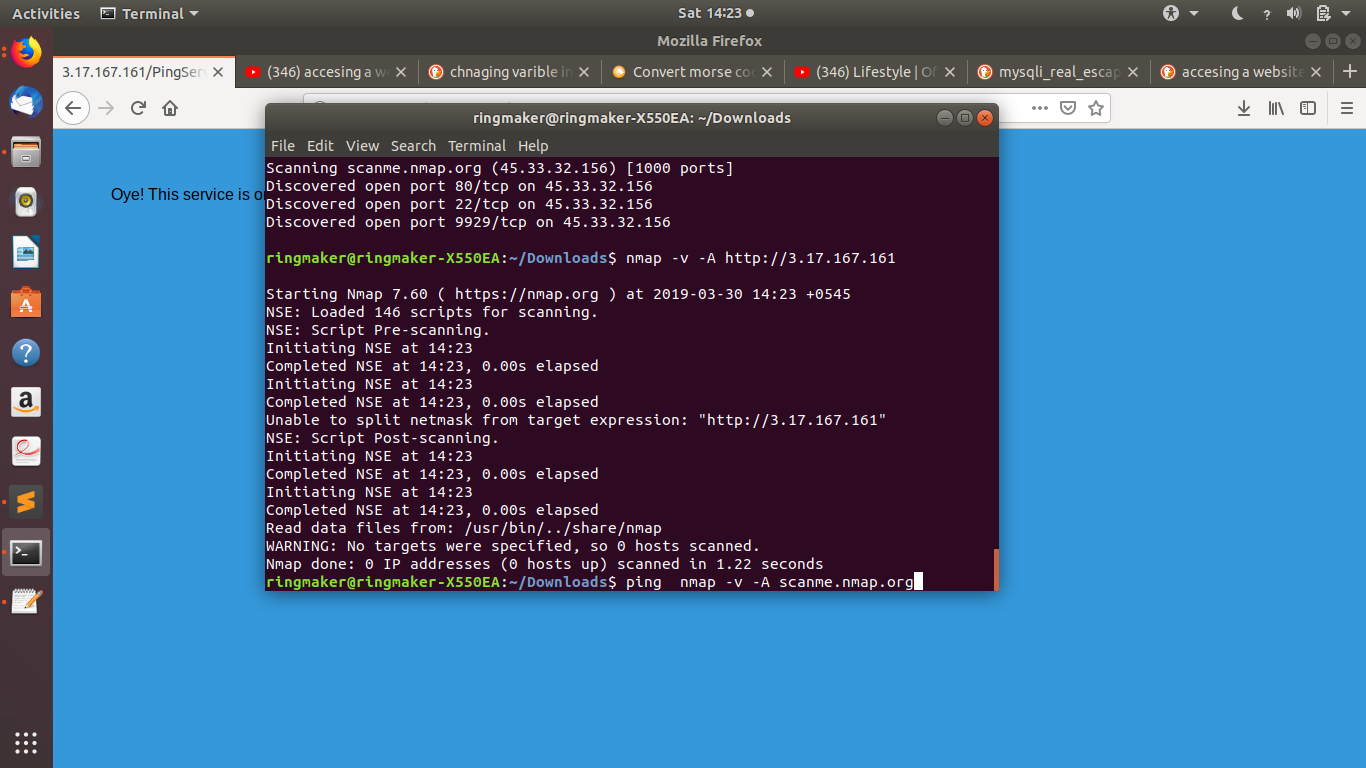 Activities Terminal Sat 14:23 ?
Mozilla Firefox
3.17.167.161/PingServ (346) accesing a we chnaging varible in Convert morse co (346) Lifestyle | Of mysqli_real_escap accesing a website
ringmaker@ringmaker-X550EA: ~/Downloads
File Edit View Search Terminal Help
Oye! This service is
Scanning scanme.nmap.org (45.33.32.156) [1000 ports]
Discovered open port 80/tcp on 45.33.32.156
Discovered open port 22/tcp on 45.33.32.156
Discovered open port 9929/tcp on 45.33.32.156
ringmaker@ringmaker-X550EA:~/Downloads$ nmap -v -A http://3.17.167.161
Starting Nmap 7.60 ( https://nmap.org ) at 2019-03-30 14:23 +0545
NSE: Loaded 146 scripts for scanning.
NSE: Script Pre-scanning.
Initiating NSE at 14:23
Completed NSE at 14:23, 0.00s elapsed
Initiating NSE at 14:23
Completed NSE at 14:23, 0.00s elapsed
Unable to split netmask from target expression: "http://3.17.167.161"
NSE: Script Post-scanning.
Initiating NSE at 14:23
Completed NSE at 14:23, 0.00s elapsed
Initiating NSE at 14:23
Completed NSE at 14:23, 0.00s elapsed
Read data files from: /usr/bin/../share/nmap
WARNING: No targets were specified, so 0 hosts scanned.
Nmap done: 0 IP addresses (0 hosts up) scanned in 1.22 seconds
ringmaker@ringmaker-X550EA:~/Downloads$ ping  nmap -v -A scanme.nmap.org